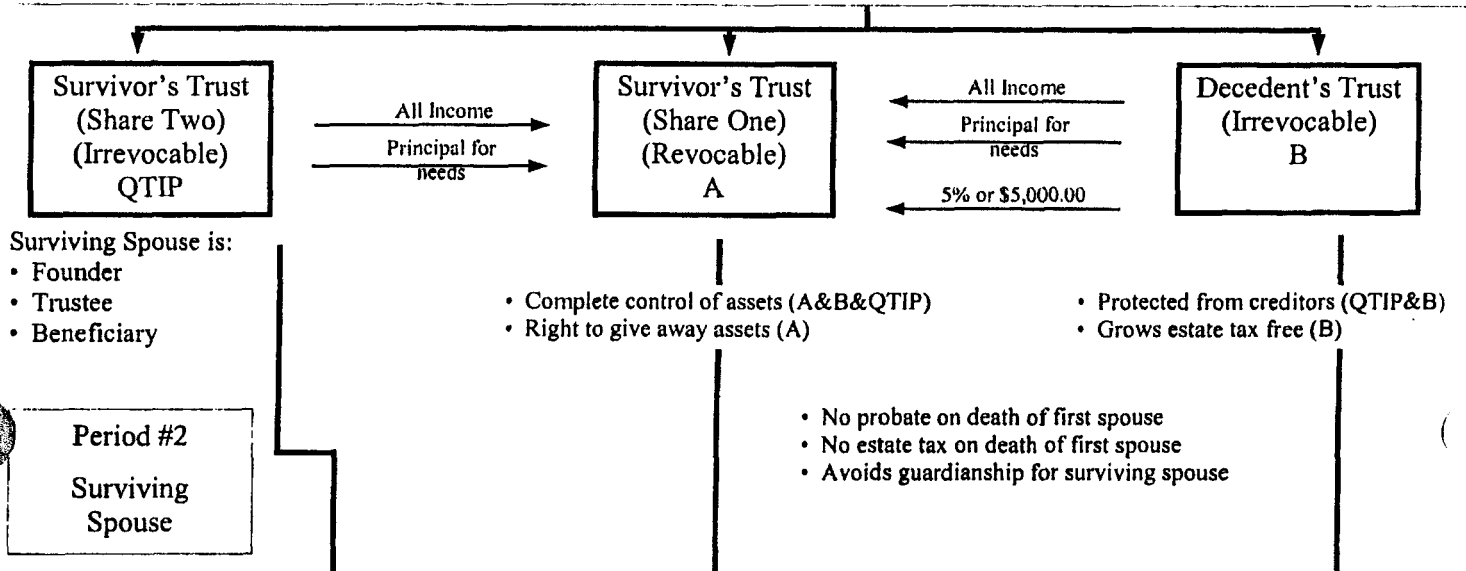 Survivor's Trust
(Share Two)
(Irrevocable)
QTIP
All Income
Principal for
needs
Survivor's Trust
(Share One)
(Revocable)
A
All Income
Principal for
needs
5% or $5,000.00
Decedent's Trust
(Irrevocable)
B
Surviving Spouse is:
• Founder
• Trustee
• Beneficiary
• Complete control of assets (A&B&QTIP)
• Right to give away assets (A)
• Protected from creditors (QTIP&B)
• Grows estate tax free (B)
Period #2
Surviving
Spouse
• No probate on death of first spouse
• No estate tax on death of first spouse
• Avoids guardianship for surviving spouse